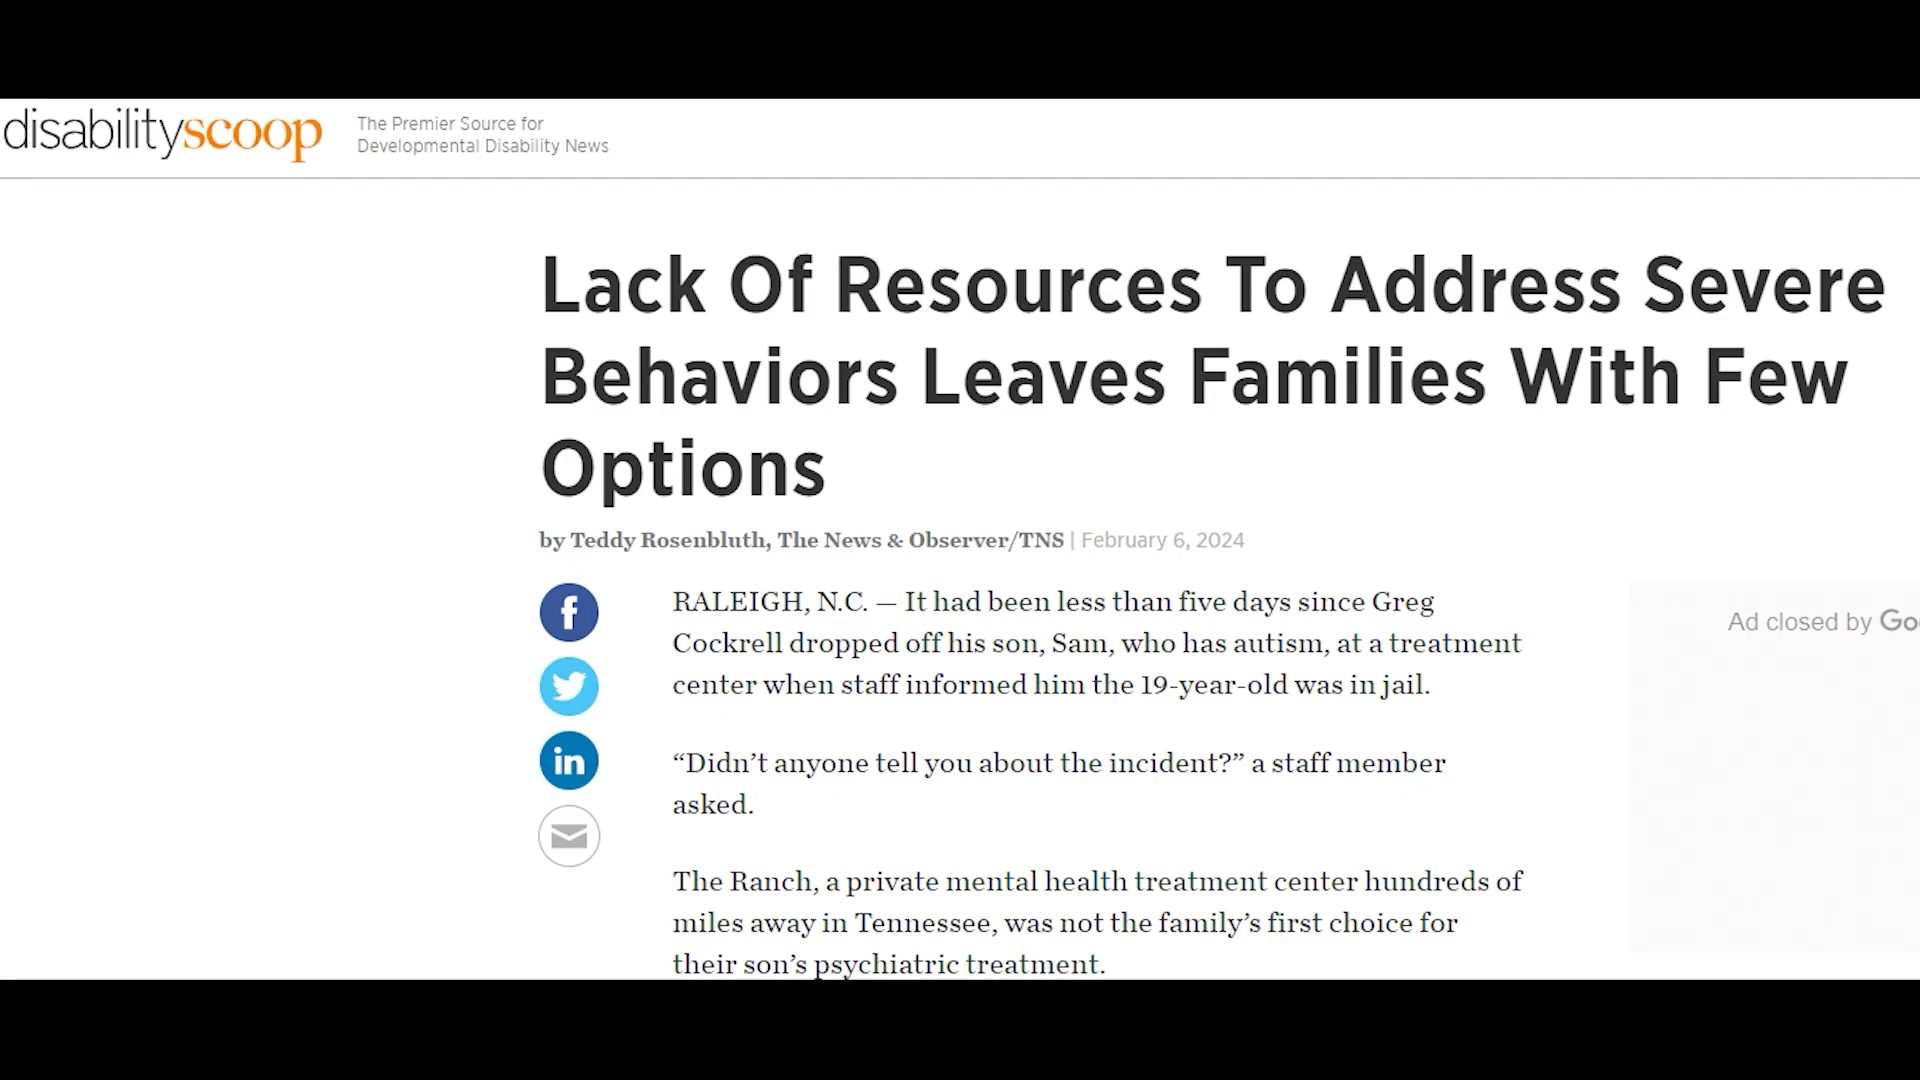 disabilityscoop
The Premier Source for
Developmental Disability News
Lack Of Resources To Address Severe
Behaviors Leaves Families With Few
Options
by Teddy Rosenbluth, The News & Observer/TNS | February 6, 2024
RALEIGH, N.C. — It had been less than five days since Greg
Cockrell dropped off his son, Sam, who has autism, at a treatment
center when staff informed him the 19-year-old was in jail.
“Didn’t anyone tell you about the incident?” a staff member
asked.
The Ranch, a private mental health treatment center hundreds of
miles away in Tennessee, was not the family’s first choice for
their son’s psychiatric treatment.
Ad closed by Go